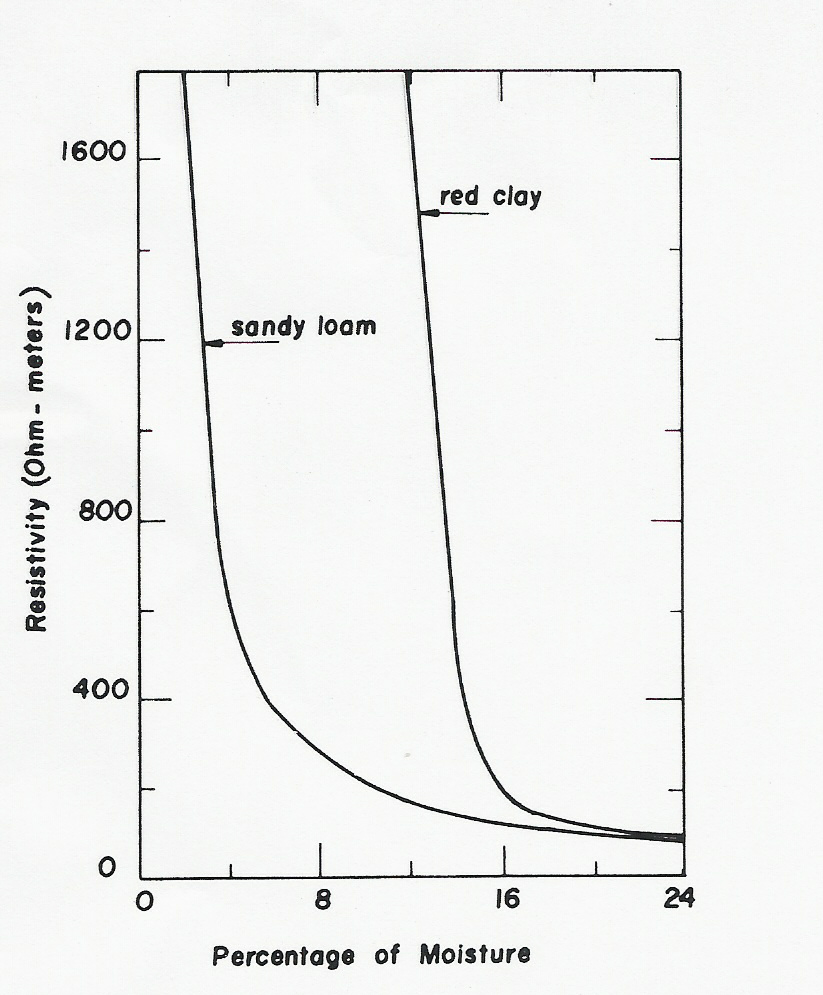 1600
red clay
1200
sandy loam
800
400
0
0 8 16 24
Resistivity (Ohm - meters)
Percentage of Moisture